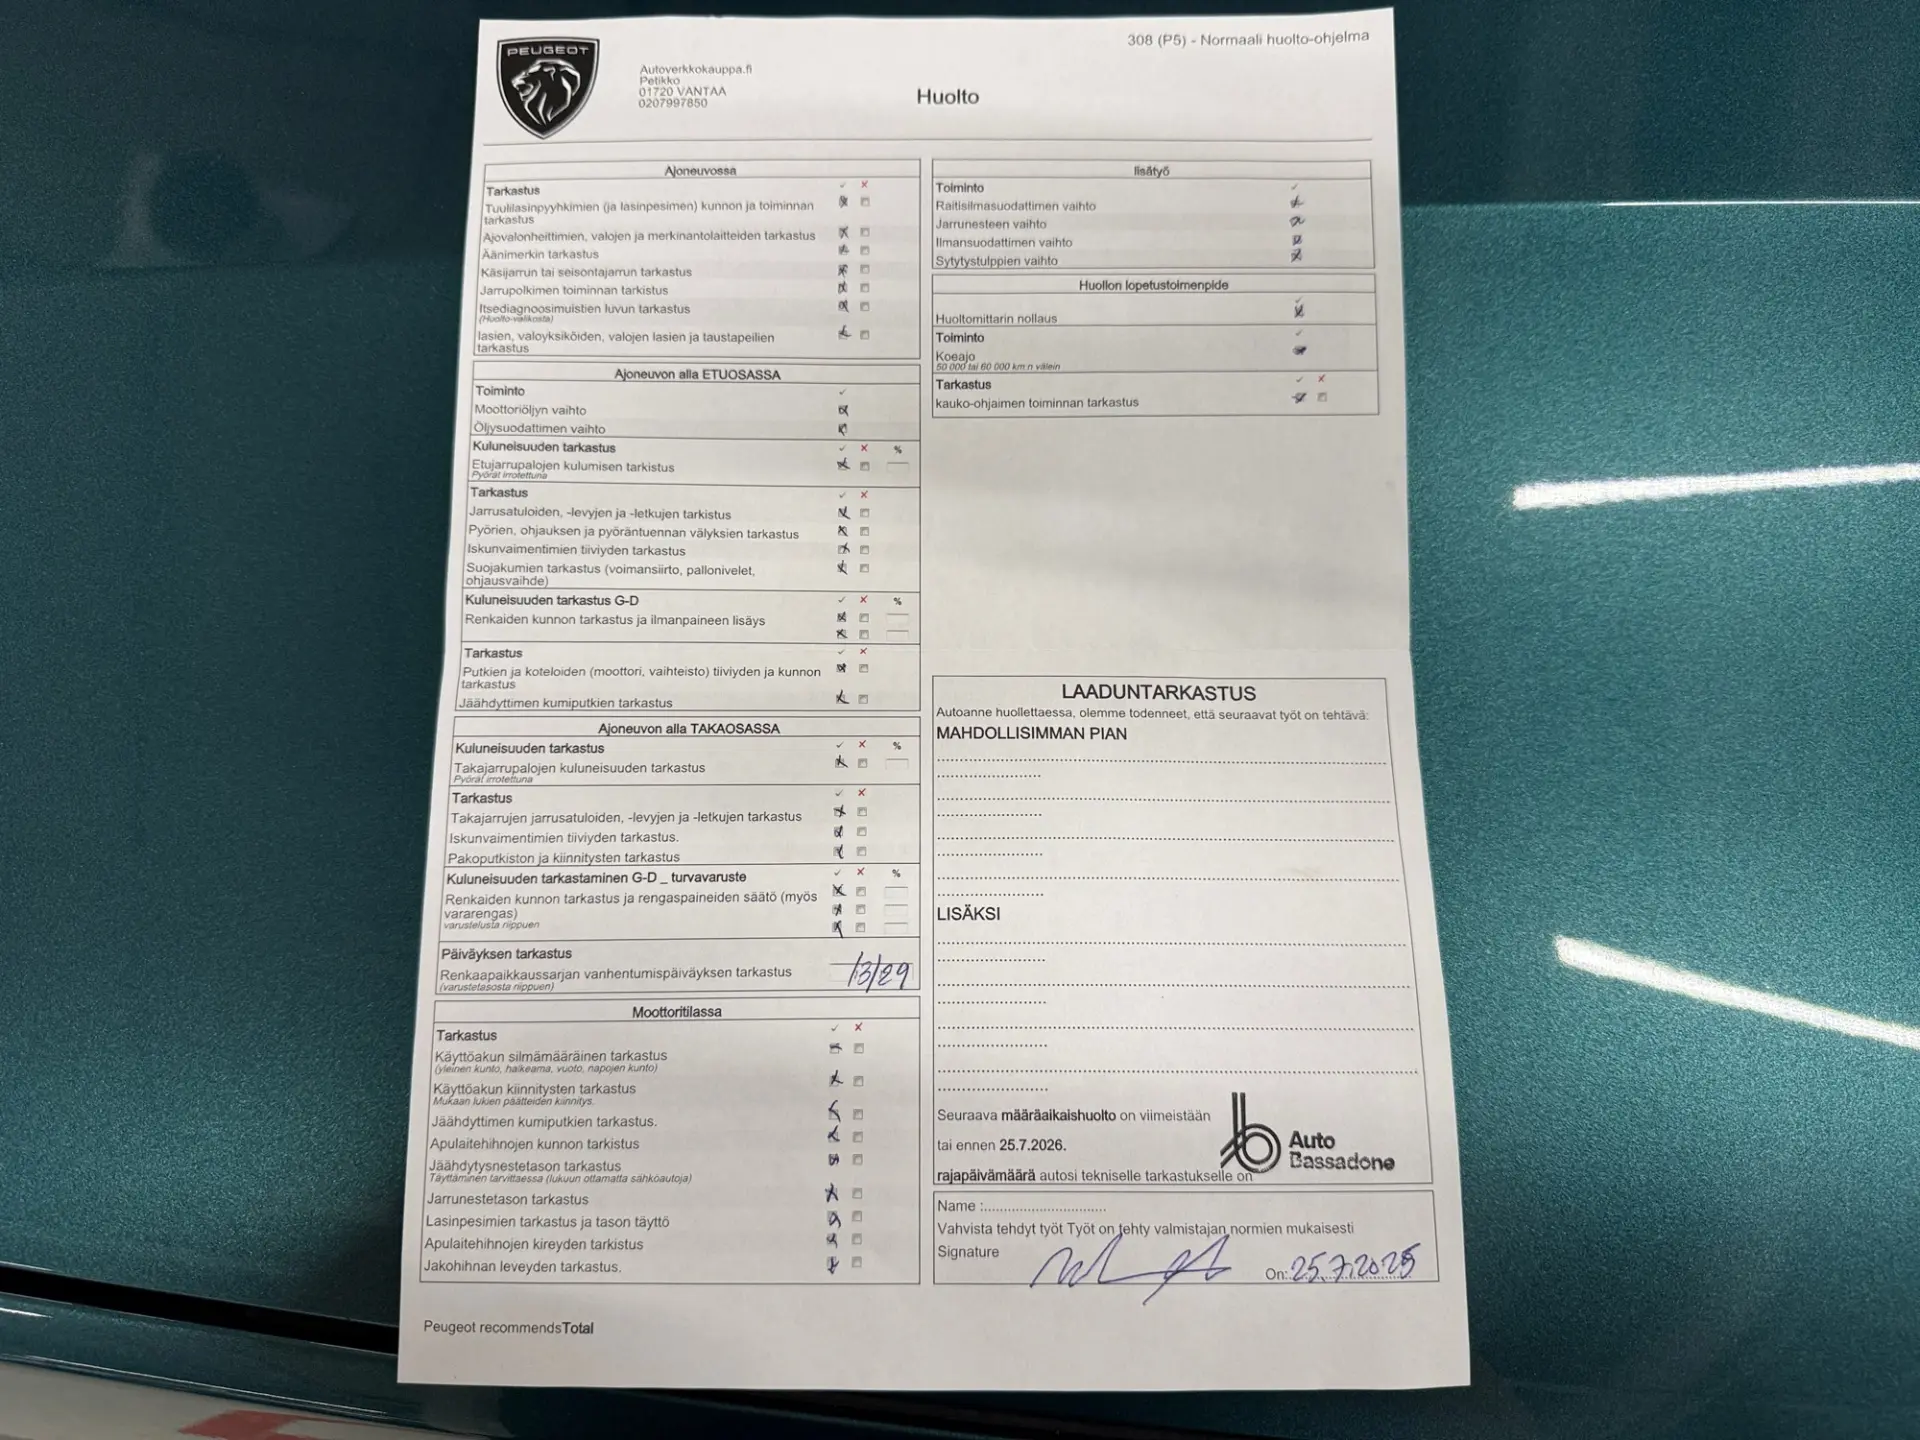 PEUGEOT
Autoverkkokauppa.fi
Petikko
01720 VANTAA
0207997850
308 (P5) - Normaali huolto-ohjelma
Huolto
Ajoneuvossa
Tarkastus
Tuulilasinpyyhkimien (ja lasinpesimen) kunnon ja toiminnan
tarkastus
Ajovalonheittimien, valojen ja merkinantolaitteiden tarkastus
Äänimerkin tarkastus
Käsijarrun tai seisontajarrun tarkastus
Jarrupolkimen toiminnan tarkistus
Itsediagnoosimuistien luvun tarkastus
(Huolto-valikosta)
lasien, valoyksiköiden, valojen lasien ja taustapeilien
tarkastus
Ajoneuvon alla ETUOSASSA
Toiminto
Moottoriöljyn vaihto
Öljysuodattimen vaihto
Kuluneisuuden tarkastus %
Etujarrupalojen kulumisen tarkistus
Pyörät irrotettuna
Tarkastus
Jarrusatuloiden, -levyjen ja -letkujen tarkistus
Pyörien, ohjauksen ja pyöräntuennan välyksien tarkastus
Iskunvaimentimien tiiviyden tarkastus
Suojakumien tarkastus (voimansiirto, pallonivelet,
ohjausvaihde)
Kuluneisuuden tarkastus G-D %
Renkaiden kunnon tarkastus ja ilmanpaineen lisäys
Tarkastus
Putkien ja koteloiden (moottori, vaihteisto) tiiviyden ja kunnon
tarkastus
Jäähdyttimen kumiputkien tarkastus
Ajoneuvon alla TAKAOSASSA
Kuluneisuuden tarkastus %
Takajarrupalojen kuluneisuuden tarkastus
Pyörät irrotettuna
Tarkastus
Takajarrujen jarrusatuloiden, -levyjen ja -letkujen tarkastus
Iskunvaimentimien tiiviyden tarkastus.
Pakoputkiston ja kiinnitysten tarkastus
Kuluneisuuden tarkastaminen G-D _ turvavaruste %
Renkaiden kunnon tarkastus ja rengaspaineiden säätö (myös
vararengas)
varustelusta riippuen
Päiväyksen tarkastus
Renkaapaikkaussarjan vanhentumispäiväyksen tarkastus 13/29
(varustetasosta riippuen)
Moottoritilassa
Tarkastus
Käyttöakun silmämääräinen tarkastus
(yleinen kunto, halkeama, vuoto, napojen kunto)
Käyttöakun kiinnitysten tarkastus
Mukaan lukien päätteiden kiinnitys.
Jäähdyttimen kumiputkien tarkastus.
Apulaitehihnojen kunnon tarkistus
Jäähdytysnestetason tarkastus
Täyttäminen tarvittaessa (lukuun ottamatta sähköautoja)
Jarrunestetason tarkastus
Lasinpesimien tarkastus ja tason täyttö
Apulaitehihnojen kireyden tarkistus
Jakohihnan leveyden tarkastus.
Peugeot recommendsTotal
lisätyö
Toiminto
Raitisilmasuodattimen vaihto
Jarrunesteen vaihto
Ilmansuodattimen vaihto
Sytytystulppien vaihto
Huollon lopetustoimenpide
Huoltomittarin nollaus
Toiminto
Koeajo
50 000 tai 60 000 km:n välein
Tarkastus
kauko-ohjaimen toiminnan tarkastus
LAADUNTARKASTUS
Autoanne huollettaessa, olemme todenneet, että seuraavat työt on tehtävä:
MAHDOLLISIMMAN PIAN
LISÄKSI
Seuraava määräaikaishuolto on viimeistään
tai ennen 25.7.2026.
rajapäivämäärä autosi tekniselle tarkastukselle on
Auto
Bassadone
Name :..............................
Vahvista tehdyt työt Työt on tehty valmistajan normien mukaisesti
Signature
On: 25.7.2025